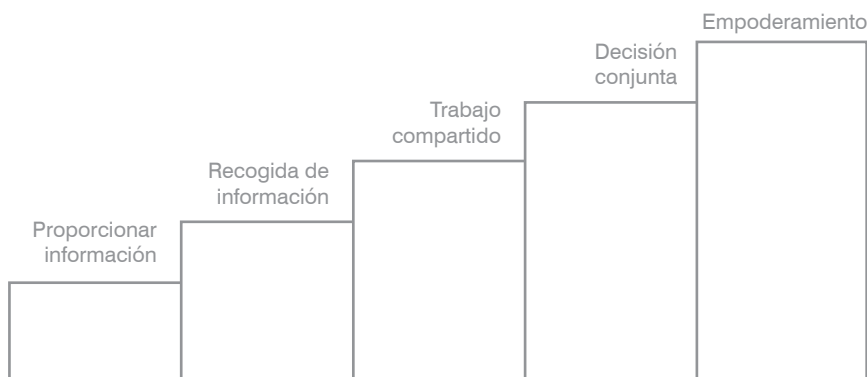 Proporcionar
información
Recogida de
información
Trabajo
compartido
Decisión
conjunta
Empoderamiento